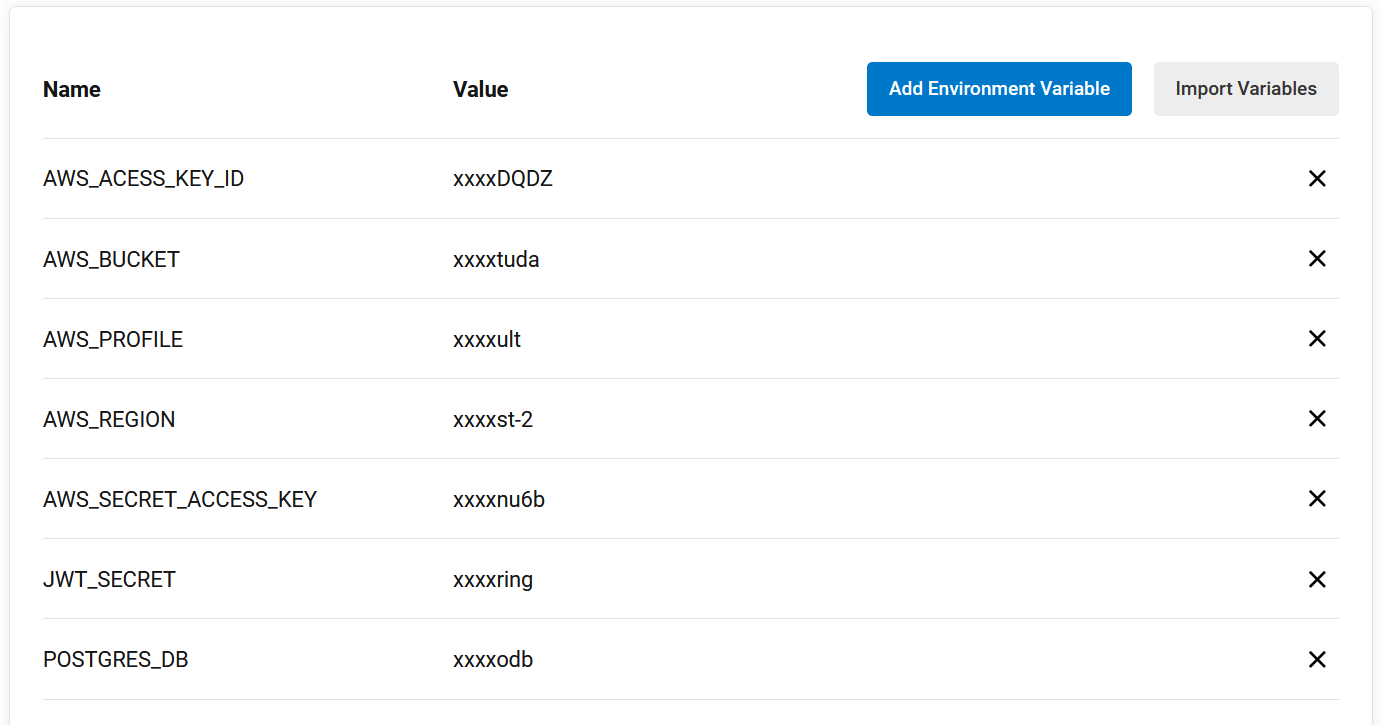 Name Value Add Environment Variable Import Variables
AWS_ACESS_KEY_ID xxxxDQDZ
AWS_BUCKET xxxxtuda
AWS_PROFILE xxxxult
AWS_REGION xxxxst-2
AWS_SECRET_ACCESS_KEY xxxxnu6b
JWT_SECRET xxxxring
POSTGRES_DB xxxxodb